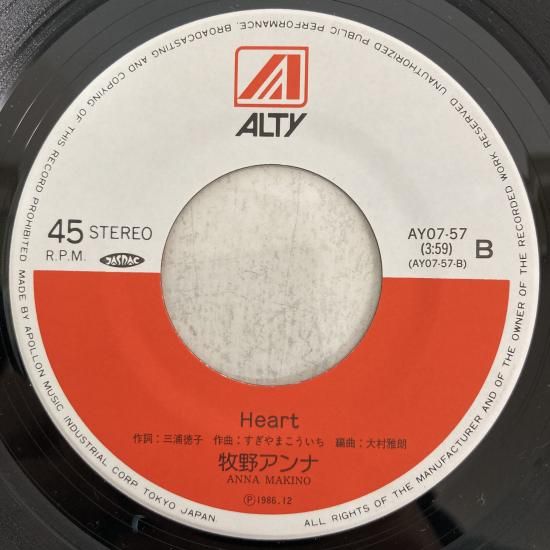 ALTY
45 STEREO
R.P.M.
JASRAC
AY07-57
(3:59)
(AY07-57-B)
B
Heart
作詞：三浦徳子 作曲：すぎやまこういち 編曲：大村雅朗
牧野アンナ
ANNA MAKINO
Ⓟ1986.12
ALL RIGHTS OF THE MANUFACTURER AND OF THE OWNER OF THE RECORDED WORK RESERVED UNAUTHORIZED PUBLIC PERFORMANCE, BROADCASTING AND COPYING OF THIS RECORD PROHIBITED MADE BY APOLLON MUSIC INDUSTRIAL CORP TOKYO JAPAN.